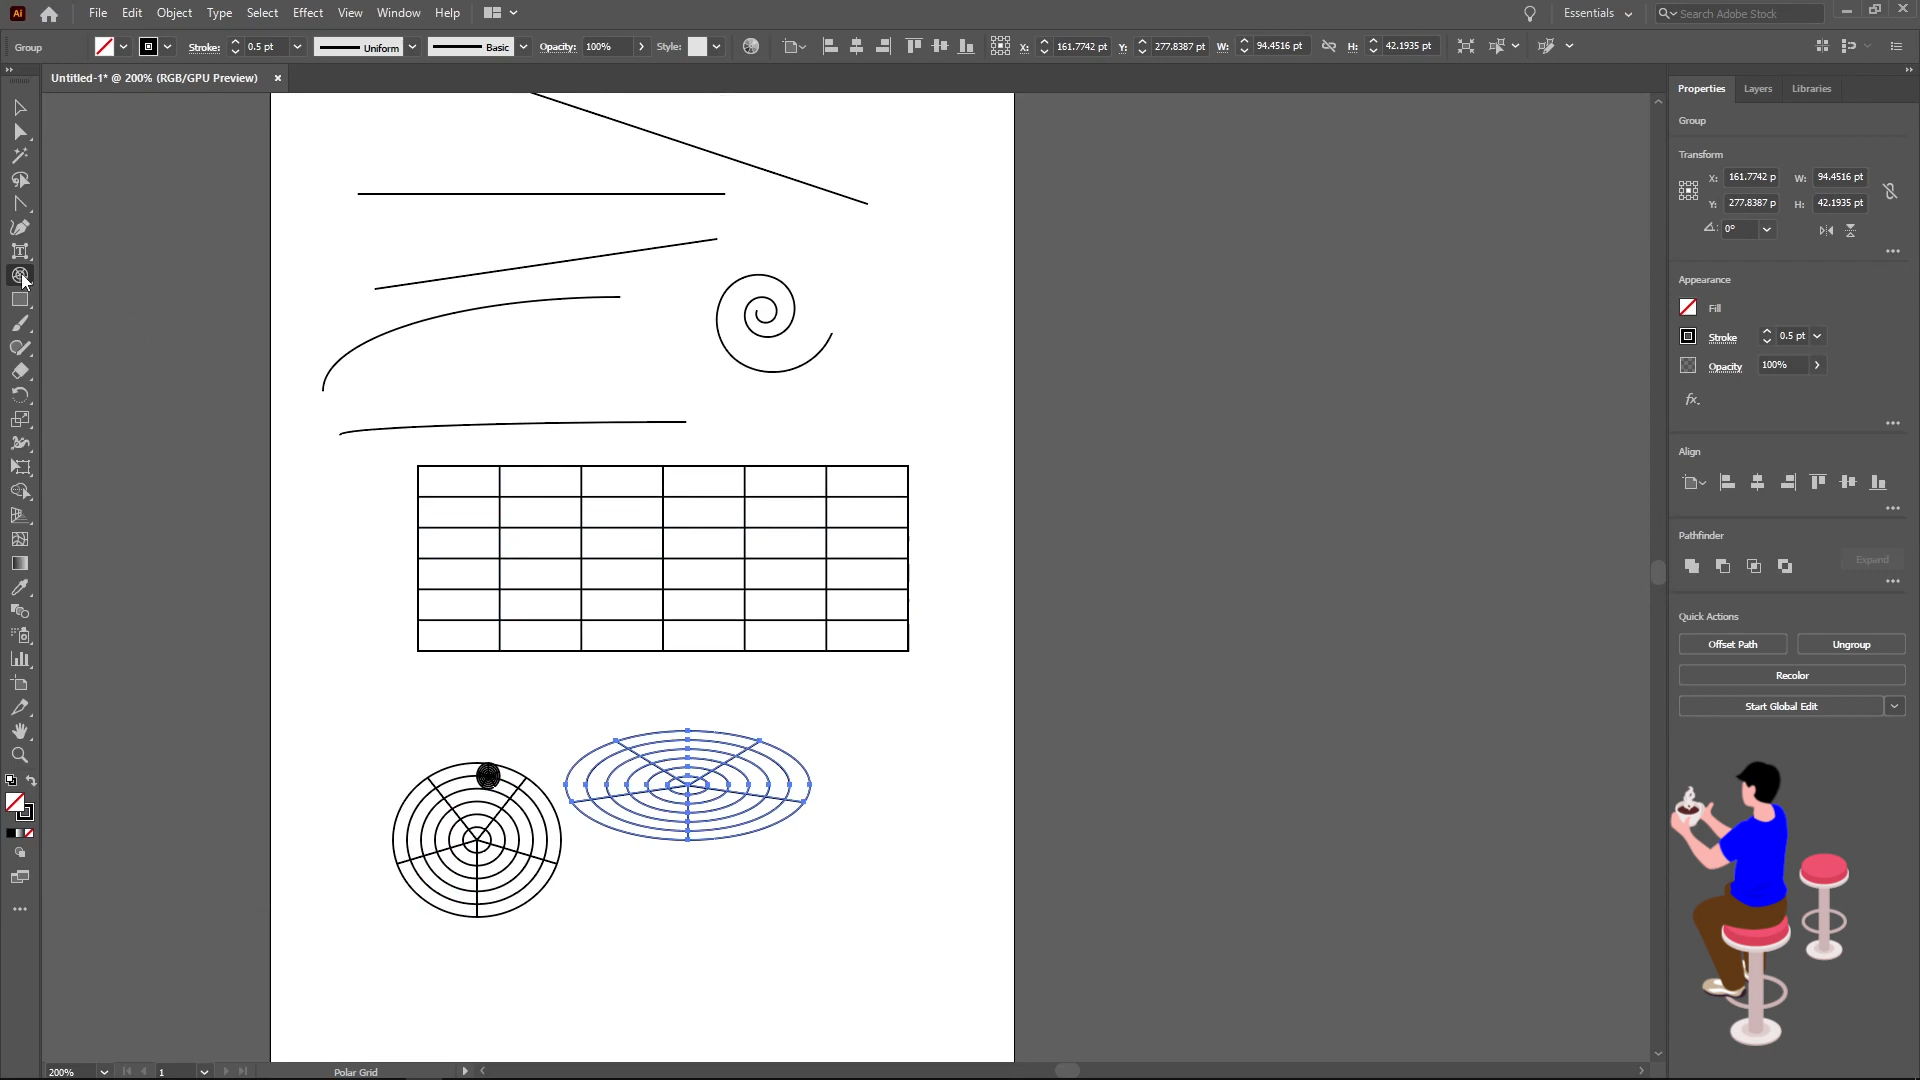 Ai File Edit Object Type Select Effect View Window Help Essentials Search Adobe Stock
Group Stroke: 0.5 pt Uniform Basic Opacity: 100% Style: X: 161.7742 pt Y: 277.8387 pt W: 94.4516 pt H: 42.1935 pt
Untitled-1* @ 200% (RGB/GPU Preview)
Properties Layers Libraries
Group
Transform
X: 161.7742 p W: 94.4516 pt
Y: 277.8387 p H: 42.1935 pt
0°
Appearance
Fill
Stroke 0.5 pt
Opacity 100%
fx.
Align
Pathfinder
Expand
Quick Actions
Offset Path Ungroup
Recolor
Start Global Edit
200% 1 Polar Grid